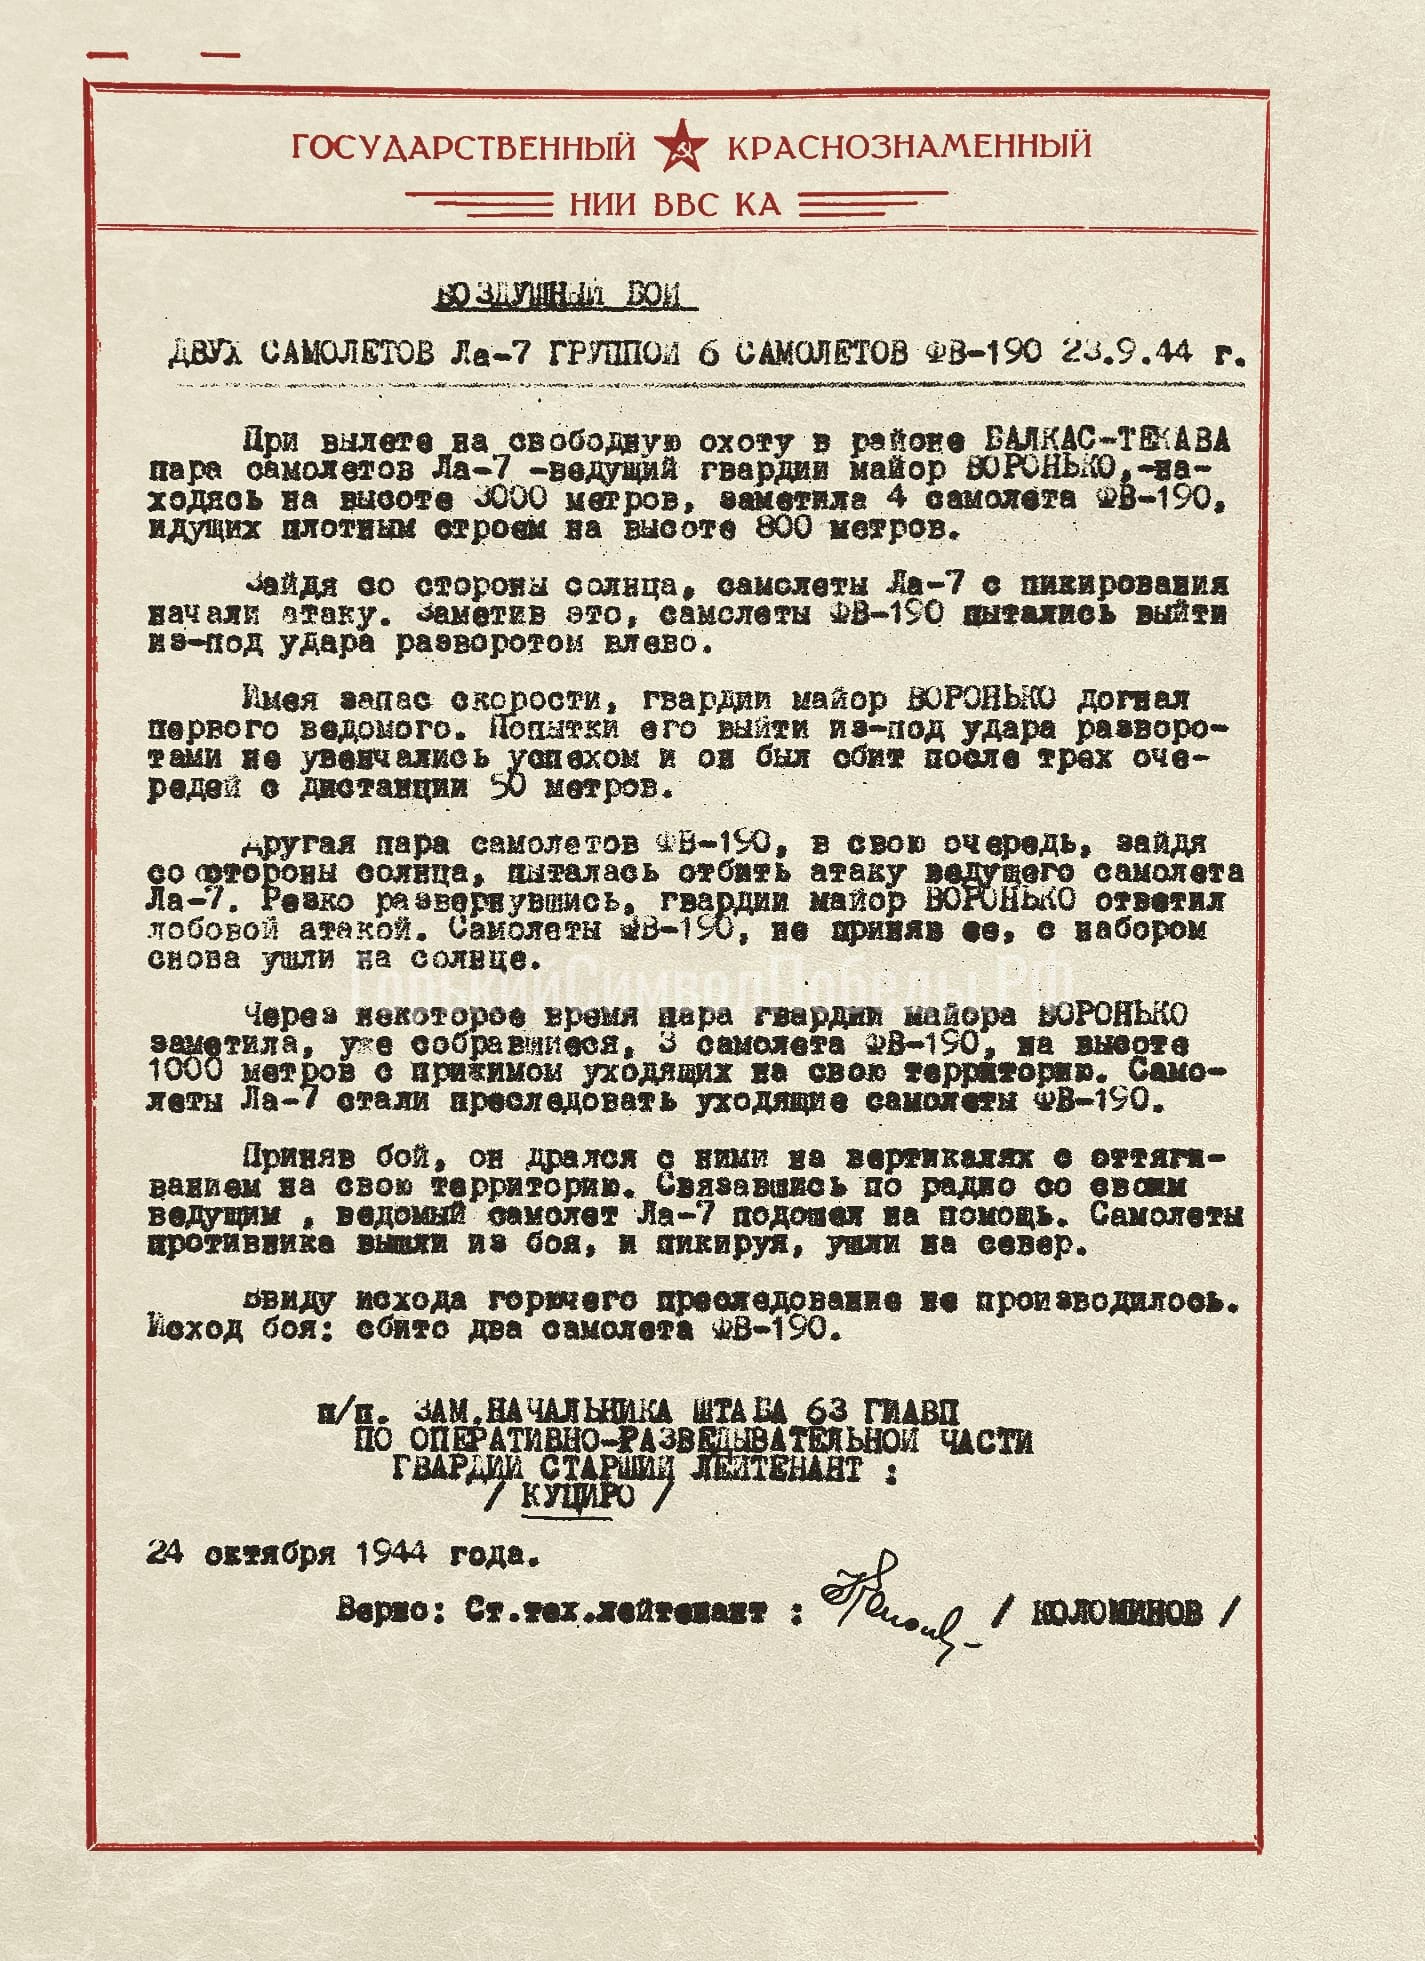 ГОСУДАРСТВЕННЫЙ КРАСНОЗНАМЕННЫЙ
НИИ ВВС КА
ВОЗДУШНЫЙ БОЙ
ДВУХ САМОЛЕТОВ Ла-7 ГРУППОЙ 6 САМОЛЕТОВ ФВ-190 23.9.44 г.
При вылете на свободную охоту в районе БАЛКАС-ТЕКАВА
пара самолетов Ла-7 -ведущий гвардии майор ВОРОНЬКО,-на-
ходясь на высоте 3000 метров, заметила 4 самолета ФВ-190,
идущих плотным строем на высоте 800 метров.
Зайдя со стороны солнца, самолеты Ла-7 с пикирования
начали атаку. Заметив это, самолеты ФВ-190 пытались выйти
из-под удара разворотом влево.
Имея запас скорости, гвардии майор ВОРОНЬКО догнал
первого ведомого. Попытки его выйти из-под удара разворо-
тами не увенчались успехом и он был сбит после трех оче-
редей с дистанции 50 метров.
Другая пара самолетов ФВ-190, в свою очередь, зайдя
со стороны солнца, пыталась отбить атаку ведущего самолета
Ла-7. Резко развернувшись, гвардии майор ВОРОНЬКО ответил
лобовой атакой. Самолеты ФВ-190, не приняв ее, с набором
снова ушли на солнце.
ГорькийСимволПобеды.РФ
Через некоторое время пара гвардии майора ВОРОНЬКО
заметила, уже собравшиеся, 3 самолета ФВ-190, на высоте
1000 метров с прижимом уходящих на свою территорию. Само-
леты Ла-7 стали преследовать уходящие самолеты ФВ-190.
Приняв бой, он дрался с ними на вертикалях с оттяги-
ванием на свою территорию. Связавшись по радио со своим
ведущим , ведомый самолет Ла-7 подошел на помощь. Самолеты
противника вышли из боя, и пикируя, ушли на север.
Ввиду исхода горючего преследование не производилось.
Исход боя: сбито два самолета ФВ-190.
п/п. ЗАМ.НАЧАЛЬНИКА ШТАБА 63 ГИАВП
ПО ОПЕРАТИВНО-РАЗВЕДЫВАТЕЛЬНОЙ ЧАСТИ
ГВАРДИИ СТАРШИЙ ЛЕЙТЕНАНТ :
/ КУЦИРО /
24 октября 1944 года.
Верно: Ст.тех.лейтенант : / КОЛОМИНОВ /